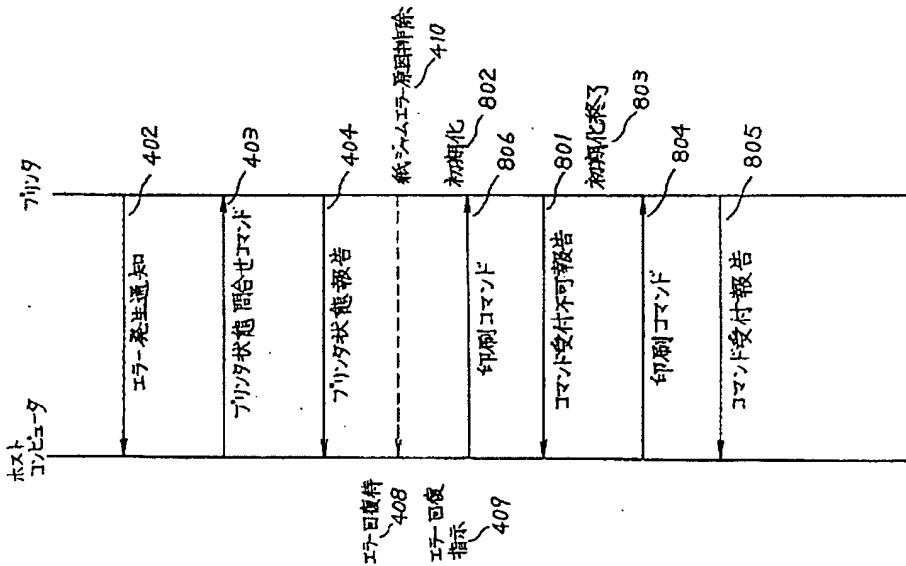 ホスト
コンピュータ
プリンタ
エラー発生通知
402
プリンタ状態問合せコマンド
403
プリンタ状態報告
404
エラー回復待
408
紙ジャムエラー原因排除
410
エラー回復
指示
409
初期化
802
印刷コマンド
806
コマンド受付不可報告
801
初期化終了
803
印刷コマンド
804
コマンド受付報告
805